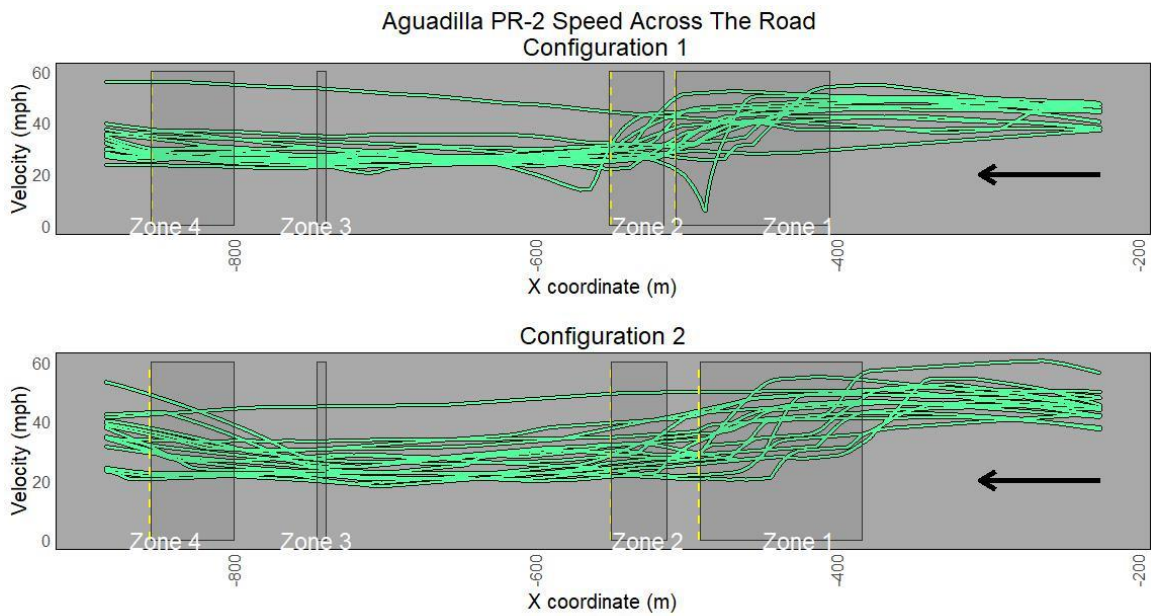 Aguadilla PR-2 Speed Across The Road
Configuration 1
Velocity (mph)
60
40
20
0
Zone 4
Zone 3
Zone 2
Zone 1
-800
-600
-400
-200
X coordinate (m)
Configuration 2
Velocity (mph)
60
40
20
0
Zone 4
Zone 3
Zone 2
Zone 1
-800
-600
-400
-200
X coordinate (m)